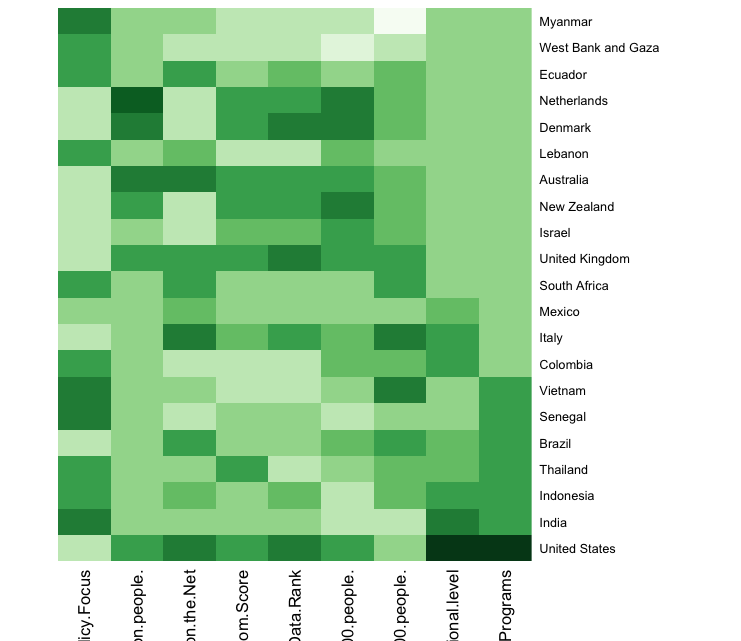 Myanmar
West Bank and Gaza
Ecuador
Netherlands
Denmark
Lebanon
Australia
New Zealand
Israel
United Kingdom
South Africa
Mexico
Italy
Colombia
Vietnam
Senegal
Brazil
Thailand
Indonesia
India
United States
licy.Focus
on.people.
on.the.Net
om.Score
Data.Rank
00.people.
00.people.
ional.level
Programs